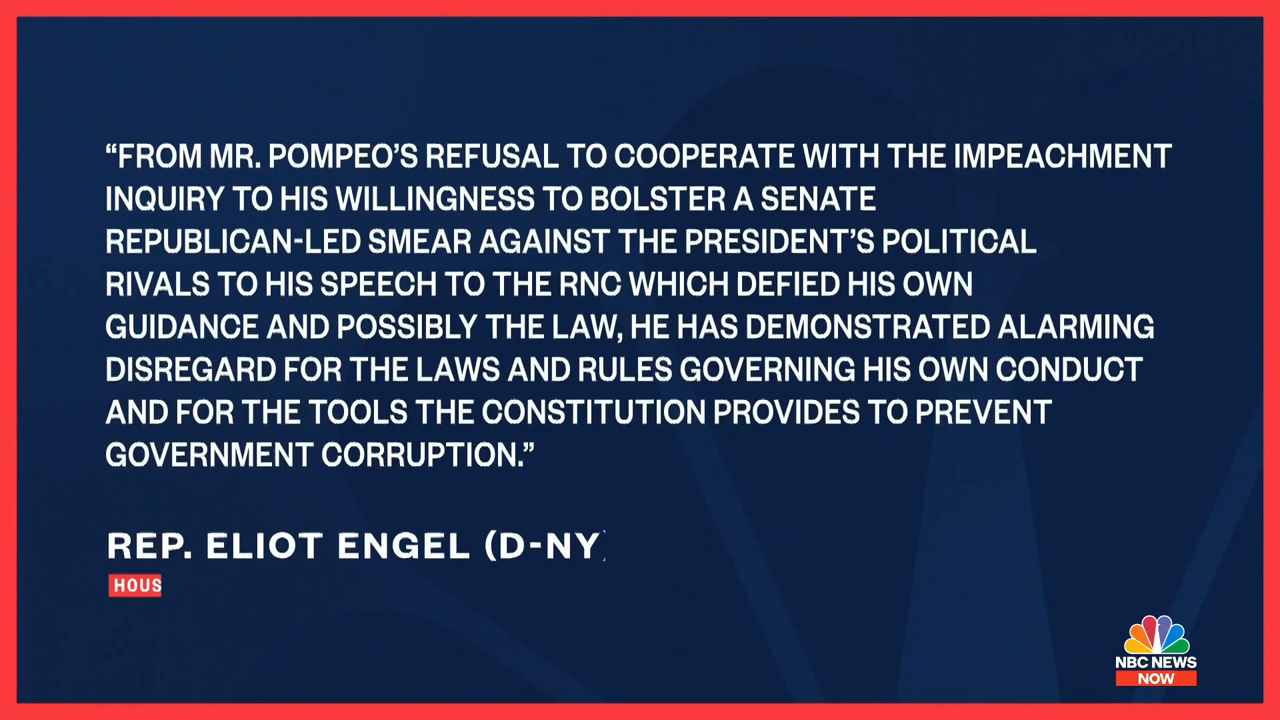 “FROM MR. POMPEO’S REFUSAL TO COOPERATE WITH THE IMPEACHMENT
INQUIRY TO HIS WILLINGNESS TO BOLSTER A SENATE
REPUBLICAN-LED SMEAR AGAINST THE PRESIDENT’S POLITICAL
RIVALS TO HIS SPEECH TO THE RNC WHICH DEFIED HIS OWN
GUIDANCE AND POSSIBLY THE LAW, HE HAS DEMONSTRATED ALARMING
DISREGARD FOR THE LAWS AND RULES GOVERNING HIS OWN CONDUCT
AND FOR THE TOOLS THE CONSTITUTION PROVIDES TO PREVENT
GOVERNMENT CORRUPTION.”
REP. ELIOT ENGEL (D-NY)
HOUS
NBC NEWS
NOW